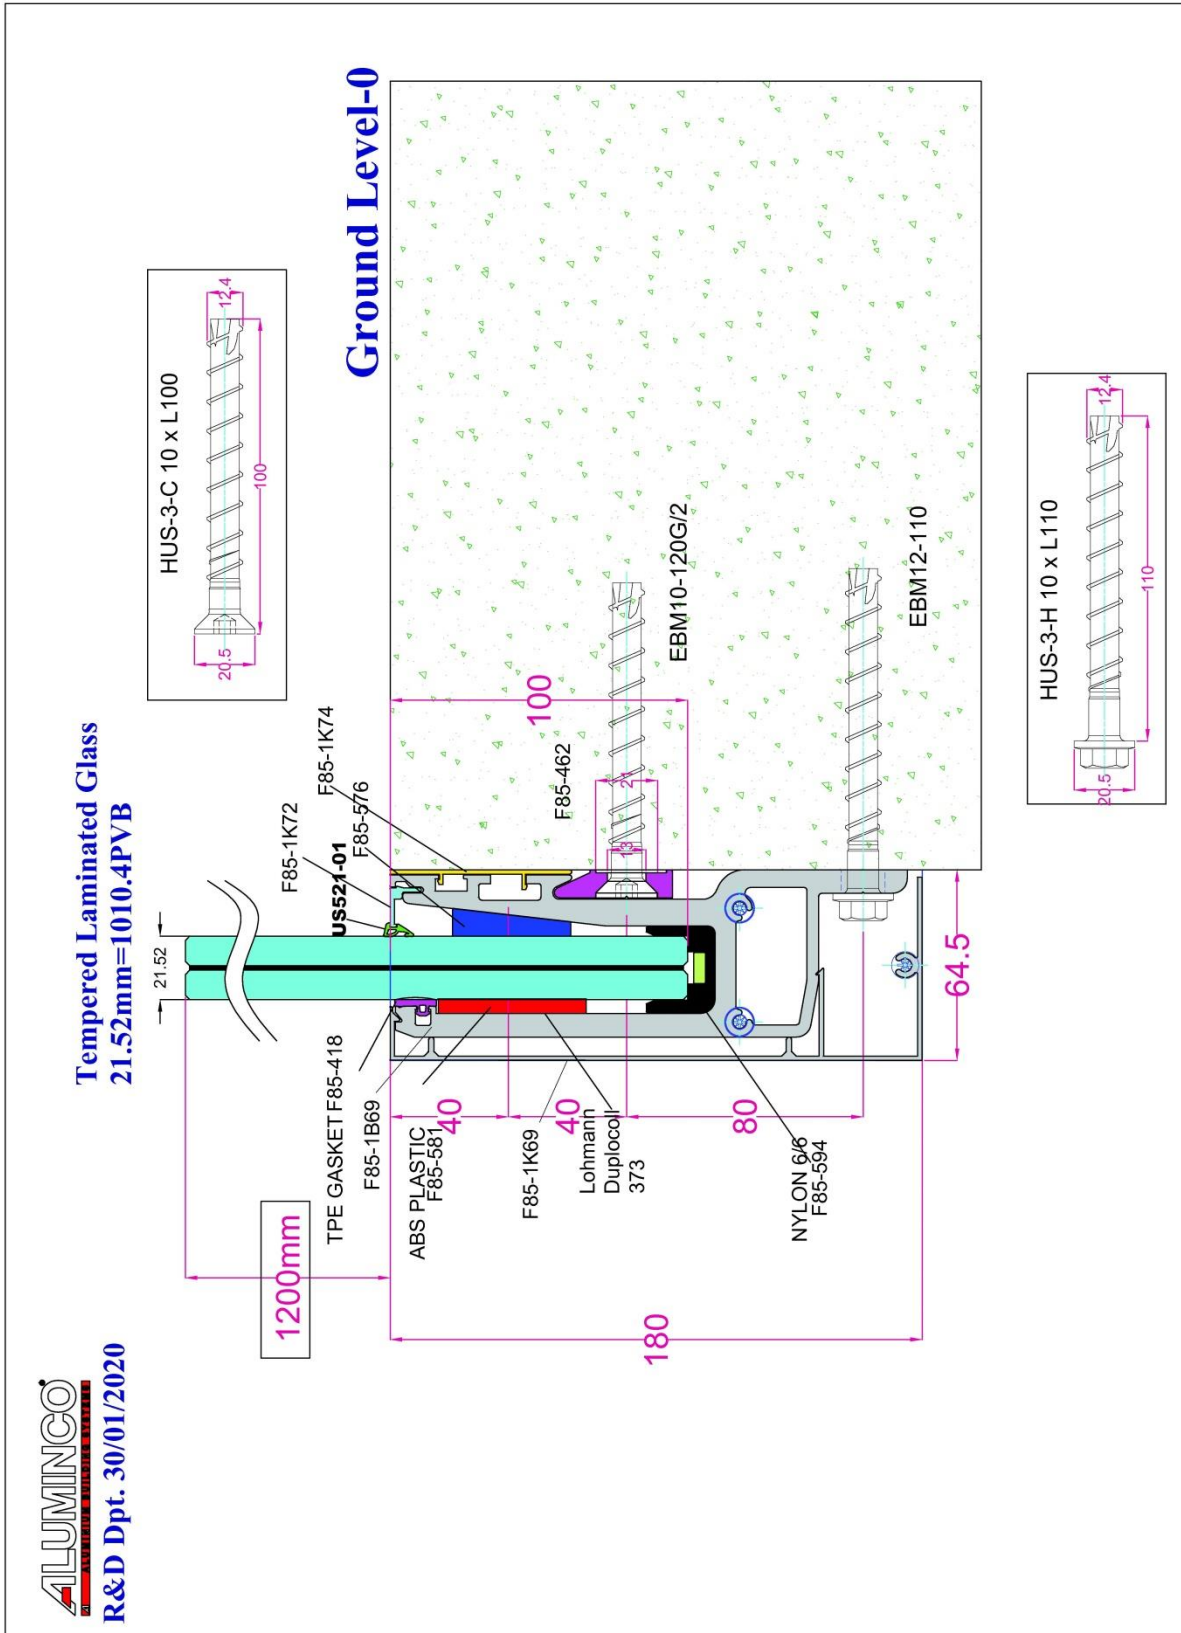 ALUMINCO
R&D Dpt. 30/01/2020
Tempered Laminated Glass
21.52mm=1010.4PVB
Ground Level-0
HUS-3-C 10 x L100
20.5
100
12.4
1200mm
21.52
F85-1K72
US521-01
F85-1K74
F85-576
F85-462
21
13
100
EBM10-120G/2
EBM12-110
TPE GASKET F85-418
F85-1B69
ABS PLASTIC
F85-581
F85-1K69
Lohmann
Duplocoll
373
NYLON 6/6
F85-594
40
40
80
180
64.5
HUS-3-H 10 x L110
20.5
110
12.4